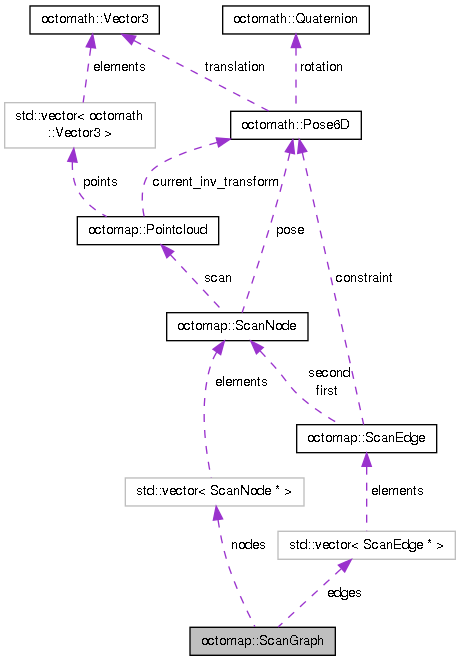 octomath::Vector3
octomath::Quaternion
elements
translation
rotation
std::vector< octomath
::Vector3 >
octomath::Pose6D
points
current_inv_transform
octomap::Pointcloud
pose
scan
constraint
octomap::ScanNode
second
first
elements
octomap::ScanEdge
std::vector< ScanNode * >
elements
std::vector< ScanEdge * >
nodes
edges
octomap::ScanGraph